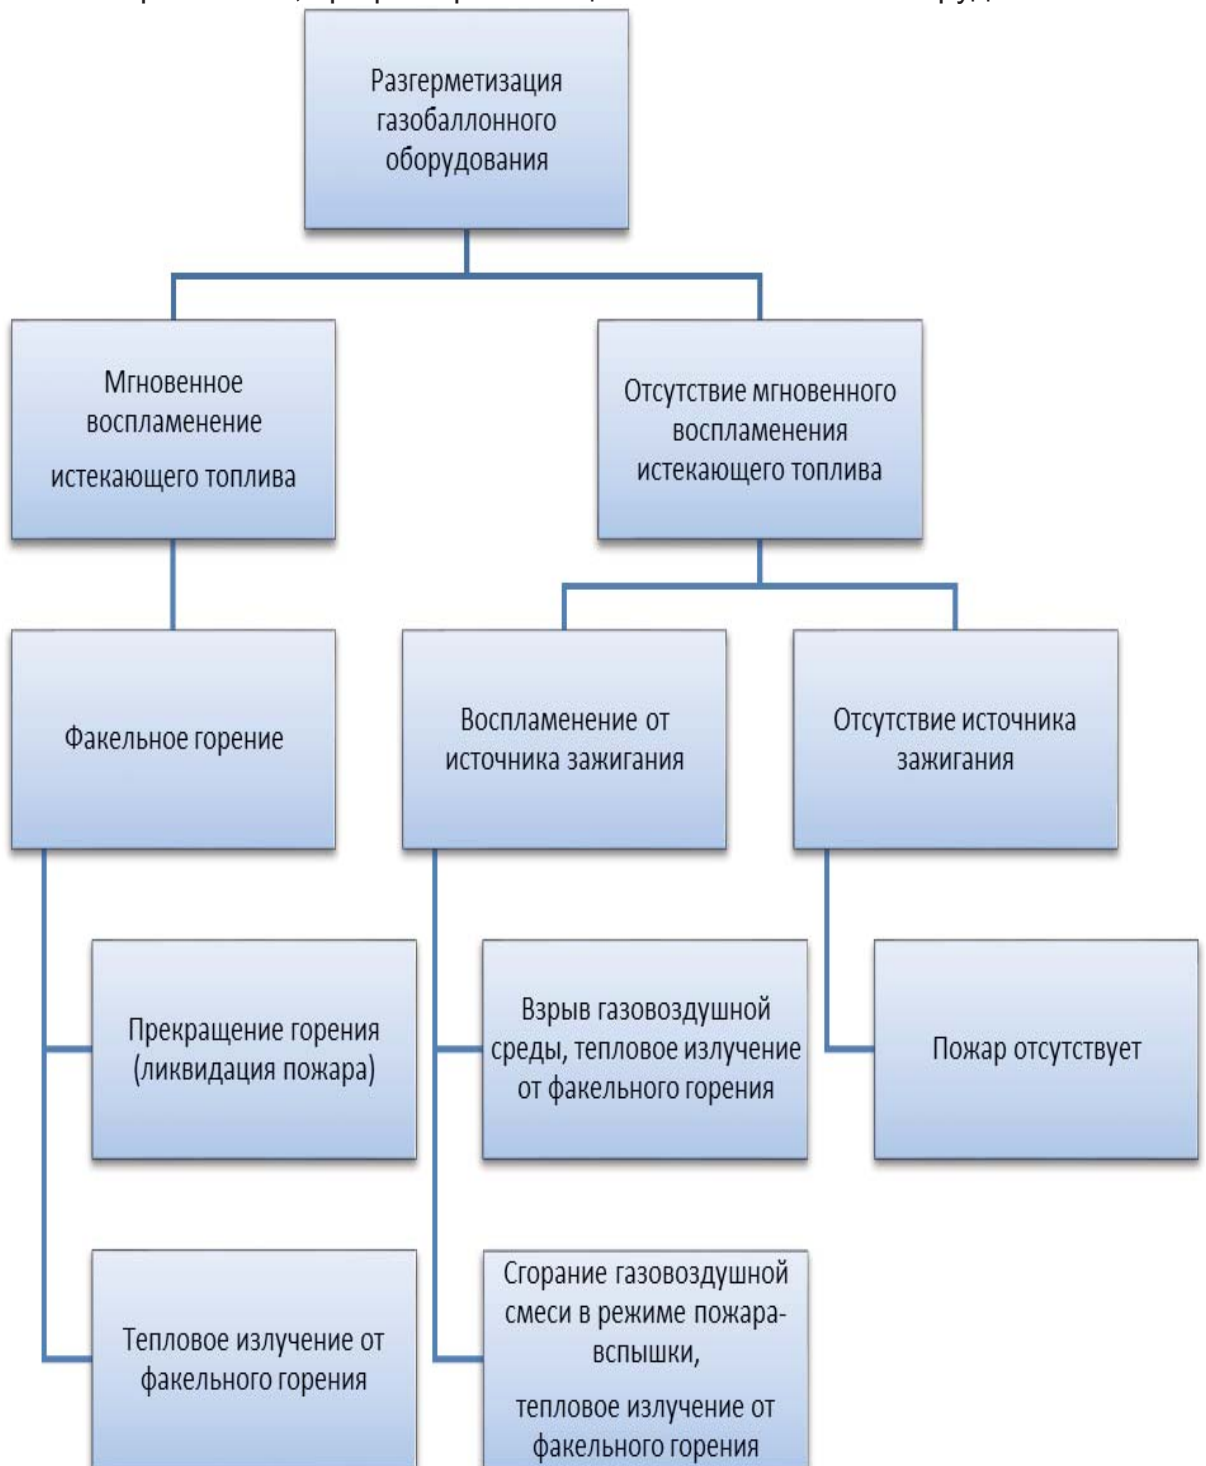 Разгерметизация
газобаллонного
оборудования
Мгновенное
воспламенение
истекающего топлива
Отсутствие мгновенного
воспламенения
истекающего топлива
Факельное горение
Воспламенение от
источника зажигания
Отсутствие источника
зажигания
Прекращение горения
(ликвидация пожара)
Взрыв газовоздушной
среды, тепловое излучение
от факельного горения
Пожар отсутствует
Тепловое излучение от
факельного горения
Сгорание газовоздушной
смеси в режиме пожара-
вспышки,
тепловое излучение от
факельного горения